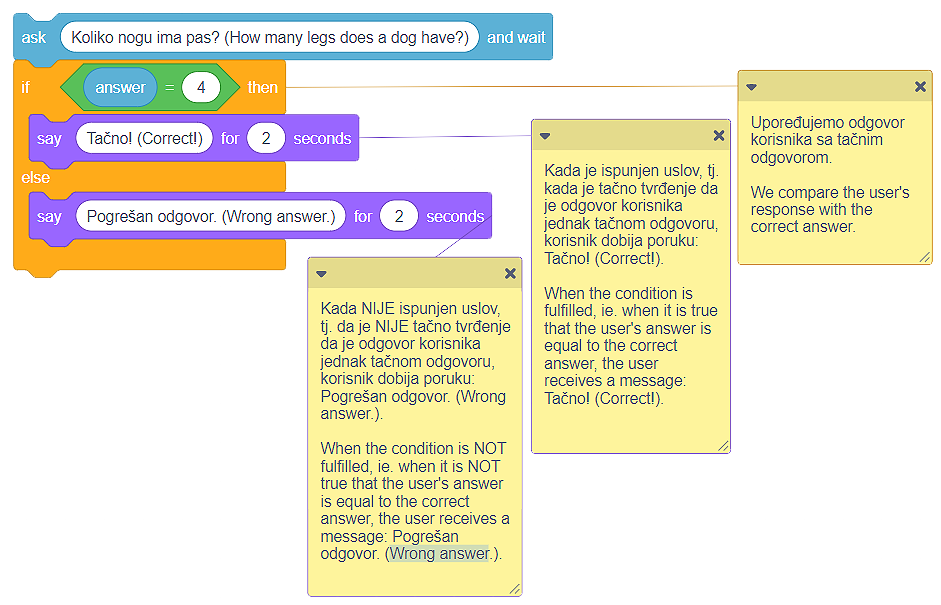 ask Koliko nogu ima pas? (How many legs does a dog have?) and wait
if answer = 4 then
say Tačno! (Correct!) for 2 seconds
else
say Pogrešan odgovor. (Wrong answer.) for 2 seconds
Upoređujemo odgovor
korisnika sa tačnim
odgovorom.
We compare the user's
response with the
correct answer.
Kada je ispunjen uslov, tj.
kada je tačno tvrđenje da
je odgovor korisnika
jednak tačnom odgovoru,
korisnik dobija poruku:
Tačno! (Correct!).
When the condition is
fulfilled, ie. when it is true
that the user's answer is
equal to the correct
answer, the user
receives a message:
Tačno! (Correct!).
Kada NIJE ispunjen uslov,
tj. da je NIJE tačno tvrđenje
da je odgovor korisnika
jednak tačnom odgovoru,
korisnik dobija poruku:
Pogrešan odgovor. (Wrong
answer.).
When the condition is NOT
fulfilled, ie. when it is NOT
true that the user's answer
is equal to the correct
answer, the user receives a
message: Pogrešan
odgovor. (Wrong answer.).